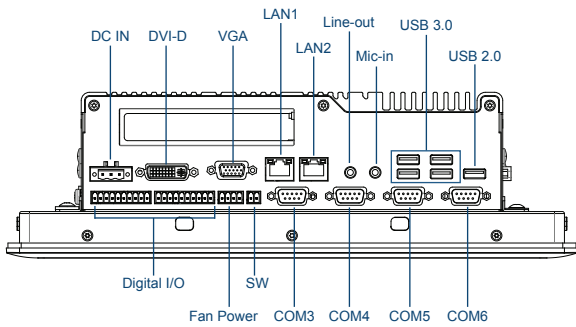 LAN1
Line-out
USB 3.0
DC IN
DVI-D
VGA
LAN2
Mic-in
USB 2.0
Digital I/O
SW
Fan Power
COM3
COM4
COM5
COM6